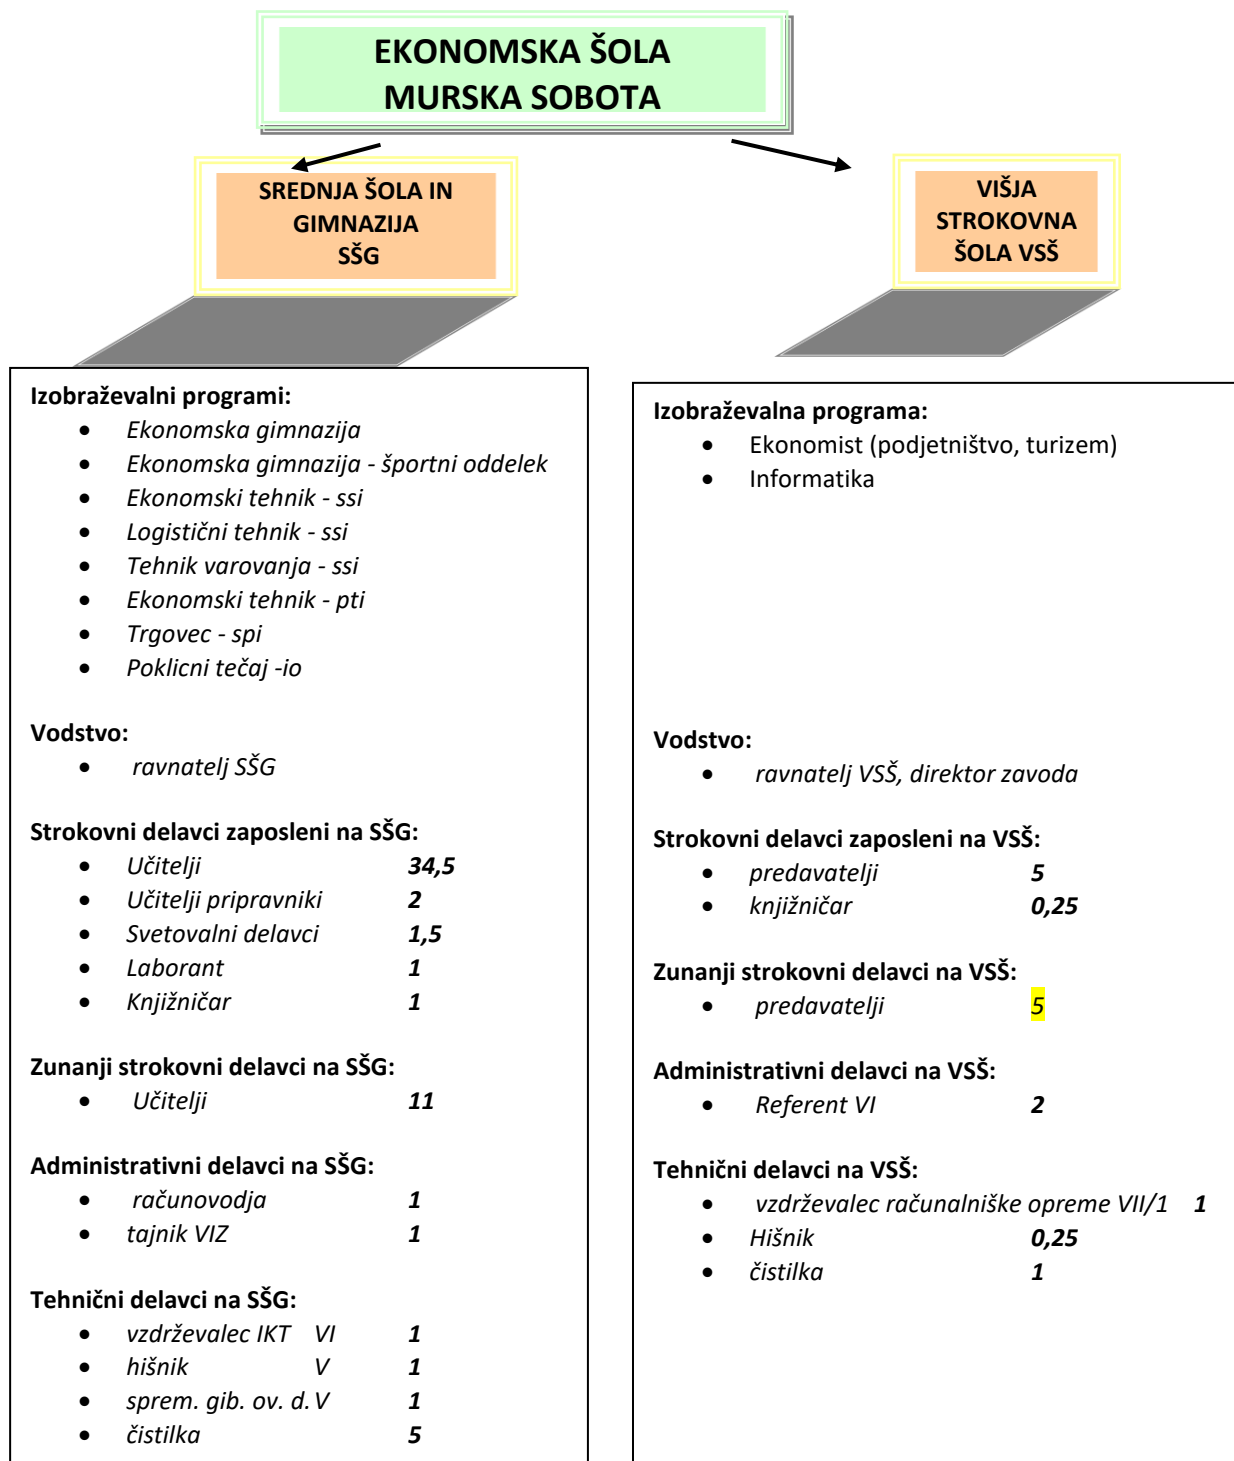 EKONOMSKA ŠOLA
MURSKA SOBOTA
SREDNJA ŠOLA IN
GIMNAZIJA
SŠG
Izobraževalni programi:
• Ekonomska gimnazija
• Ekonomska gimnazija - športni oddelek
• Ekonomski tehnik - ssi
• Logistični tehnik - ssi
• Tehnik varovanja - ssi
• Ekonomski tehnik - pti
• Trgovec - spi
• Poklicni tečaj -io
Vodstvo:
• ravnatelj SŠG
Strokovni delavci zaposleni na SŠG:
• Učitelji 34,5
• Učitelji pripravniki 2
• Svetovalni delavci 1,5
• Laborant 1
• Knjižničar 1
Zunanji strokovni delavci na SŠG:
• Učitelji 11
Administrativni delavci na SŠG:
• računovodja 1
• tajnik VIZ 1
Tehnični delavci na SŠG:
• vzdrževalec IKT VI 1
• hišnik V 1
• sprem. gib. ov. d. V 1
• čistilka 5
VIŠJA
STROKOVNA
ŠOLA VSŠ
Izobraževalna programa:
• Ekonomist (podjetništvo, turizem)
• Informatika
Vodstvo:
• ravnatelj VSŠ, direktor zavoda
Strokovni delavci zaposleni na VSŠ:
• predavatelji 5
• knjižničar 0,25
Zunanji strokovni delavci na VSŠ:
• predavatelji 5
Administrativni delavci na VSŠ:
• Referent VI 2
Tehnični delavci na VSŠ:
• vzdrževalec računalniške opreme VII/1 1
• Hišnik 0,25
• čistilka 1